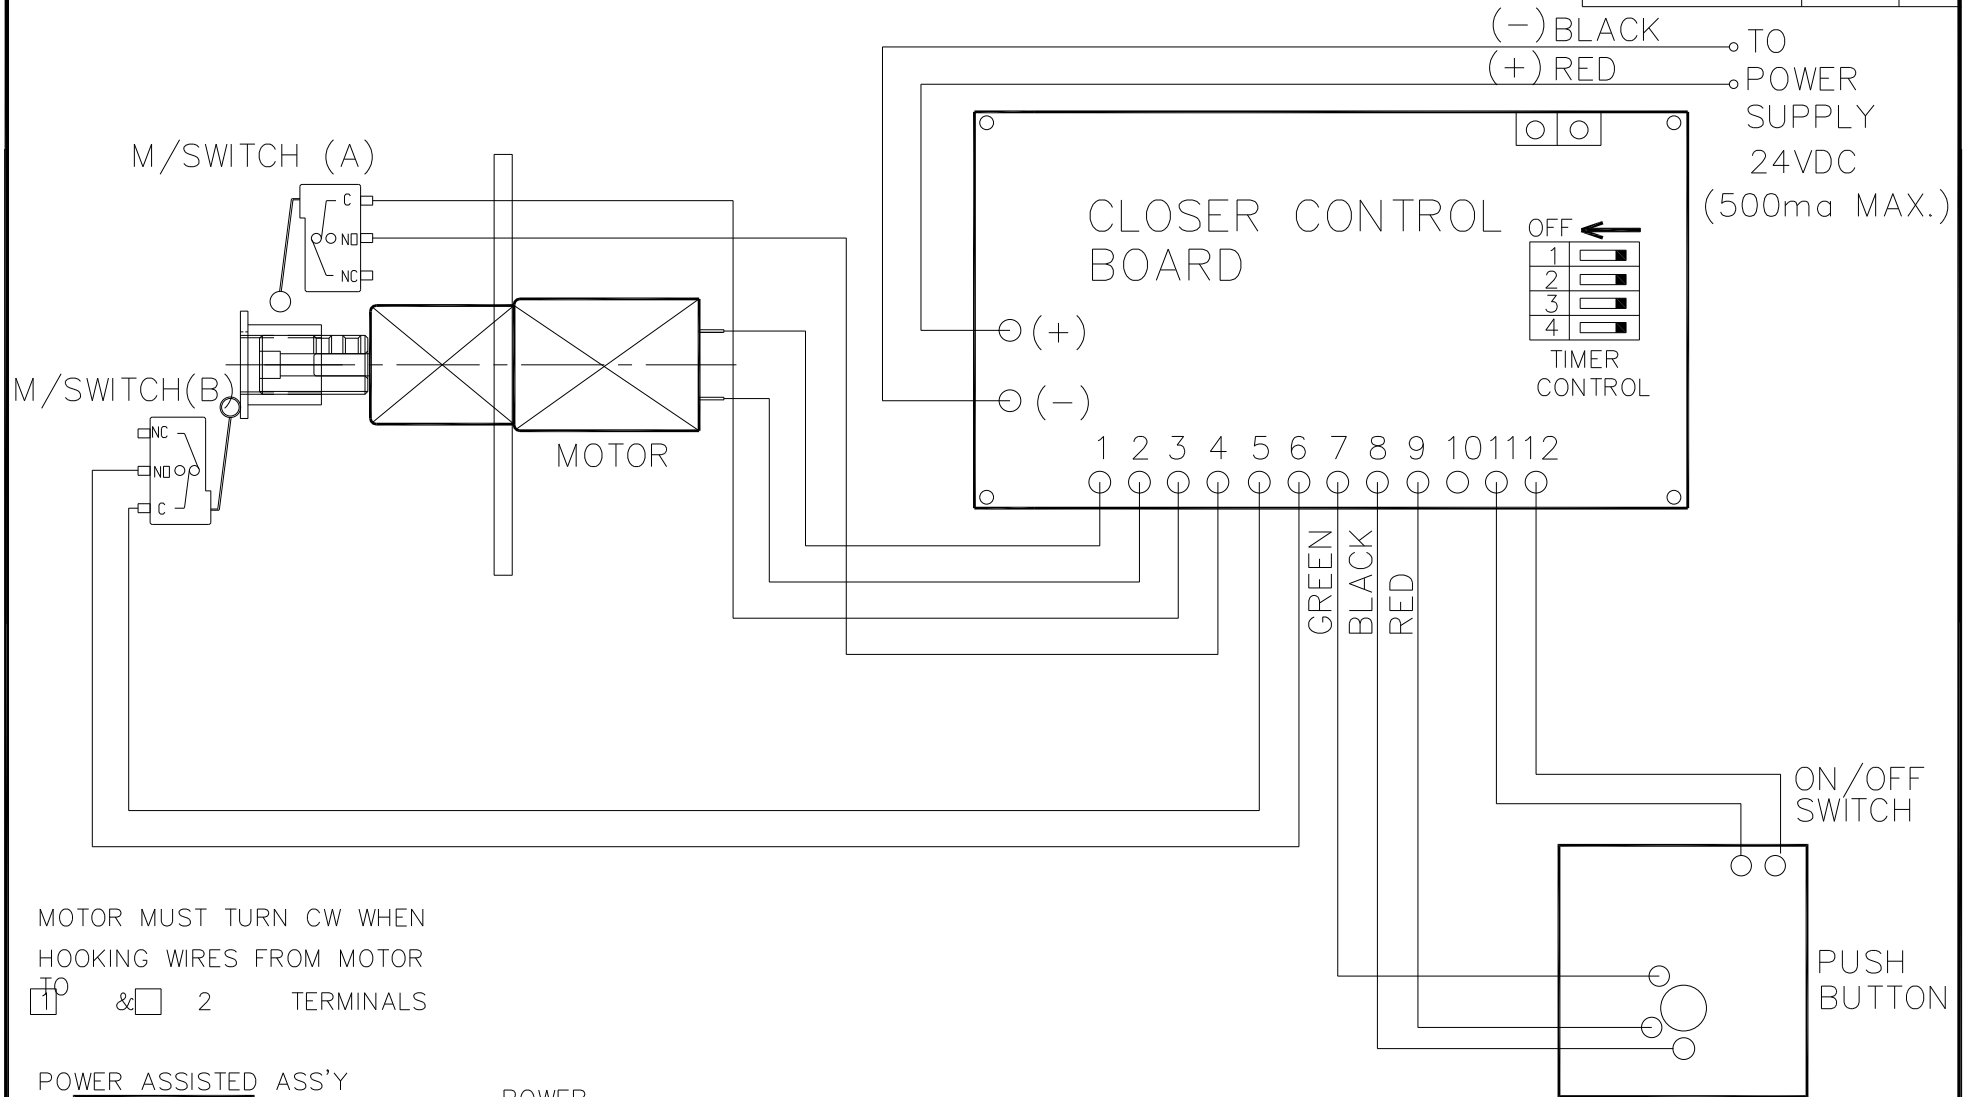 (-) BLACK
TO
(+) RED
POWER
SUPPLY
24VDC
(500ma MAX.)
M/SWITCH (A)
C
NO
NC
CLOSER CONTROL
BOARD
OFF
1
2
3
4
TIMER
CONTROL
(+)
(-)
M/SWITCH(B)
NC
NO
C
MOTOR
1 2 3 4 5 6 7 8 9 10 11 12
GREEN
BLACK
RED
ON/OFF
SWITCH
PUSH
BUTTON
MOTOR MUST TURN CW WHEN
HOOKING WIRES FROM MOTOR
TO
1 & 2 TERMINALS
POWER ASSISTED ASS'Y
POWER